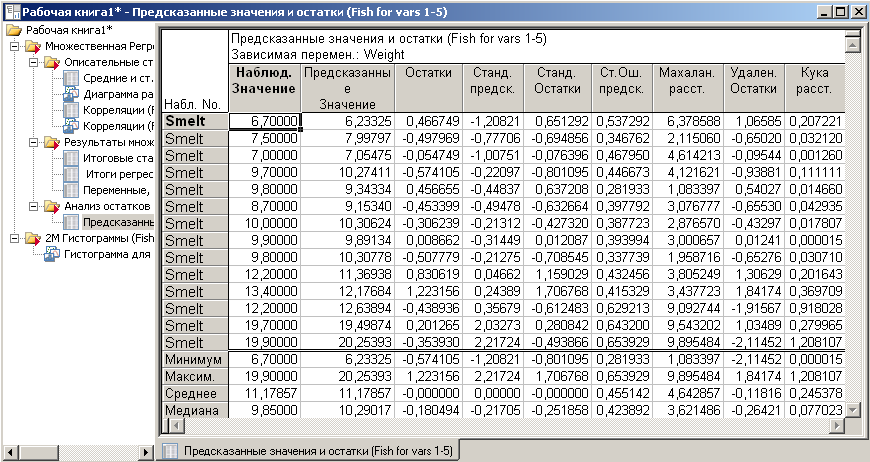 Рабочая книга1* - Предсказанные значения и остатки (Fish for vars 1-5)
Рабочая книга1*
Множественная Регре
Описательные ст
Средние и ст.
Диаграмма ра
Корреляции (F
Корреляции (F
Результаты множ
Итоговые ста
Итоги регрес
Переменные,
Анализ остатков
Предсказанны
2М Гистограммы (Fish
Гистограмма для
Предсказанные значения и остатки (Fish for vars 1-5)
Зависимая перемен.: Weight
Набл. No. Наблюд. Значение Предсказанны е Значение Остатки Станд. предск. Станд. Остатки Ст.Ош. предск. Махалан. расст. Удален. Остатки Кука расст.
Smelt 6,70000 6,23325 0,466749 -1,20821 0,651292 0,537292 6,378588 1,06585 0,207221
Smelt 7,50000 7,99797 -0,497969 -0,77706 -0,694856 0,346762 2,115060 -0,65020 0,032120
Smelt 7,00000 7,05475 -0,054749 -1,00751 -0,076396 0,467950 4,614213 -0,09544 0,001260
Smelt 9,70000 10,27411 -0,574105 -0,22097 -0,801095 0,446673 4,121621 -0,93881 0,111111
Smelt 9,80000 9,34334 0,456655 -0,44837 0,637208 0,281933 1,083397 0,54027 0,014660
Smelt 8,70000 9,15340 -0,453399 -0,49478 -0,632664 0,397792 3,076777 -0,65530 0,042935
Smelt 10,00000 10,30624 -0,306239 -0,21312 -0,427320 0,387723 2,876570 -0,43297 0,017807
Smelt 9,90000 9,89134 0,008662 -0,31449 0,012087 0,393994 3,000657 0,01241 0,000015
Smelt 9,80000 10,30778 -0,507779 -0,21275 -0,708545 0,337739 1,958716 -0,65276 0,030710
Smelt 12,20000 11,36938 0,830619 0,04662 1,159029 0,432456 3,805249 1,30629 0,201643
Smelt 13,40000 12,17684 1,223156 0,24389 1,706768 0,415329 3,437723 1,84174 0,369709
Smelt 12,20000 12,63894 -0,438936 0,35679 -0,612483 0,629213 9,092744 -1,91567 0,918028
Smelt 19,70000 19,49874 0,201265 2,03273 0,280842 0,643200 9,543202 1,03489 0,279965
Smelt 19,90000 20,25393 -0,353930 2,21724 -0,493866 0,653929 9,895484 -2,11452 1,208107
Минимум 6,70000 6,23325 -0,574105 -1,20821 -0,801095 0,281933 1,083397 -2,11452 0,000015
Максим. 19,90000 20,25393 1,223156 2,21724 1,706768 0,653929 9,895484 1,84174 1,208107
Среднее 11,17857 11,17857 -0,000000 0,00000 -0,000000 0,455142 4,642857 -0,11816 0,245378
Медиана 9,85000 10,29017 -0,180494 -0,21705 -0,251858 0,423892 3,621486 -0,26421 0,077023
Предсказанные значения и остатки (Fish for vars 1-5)